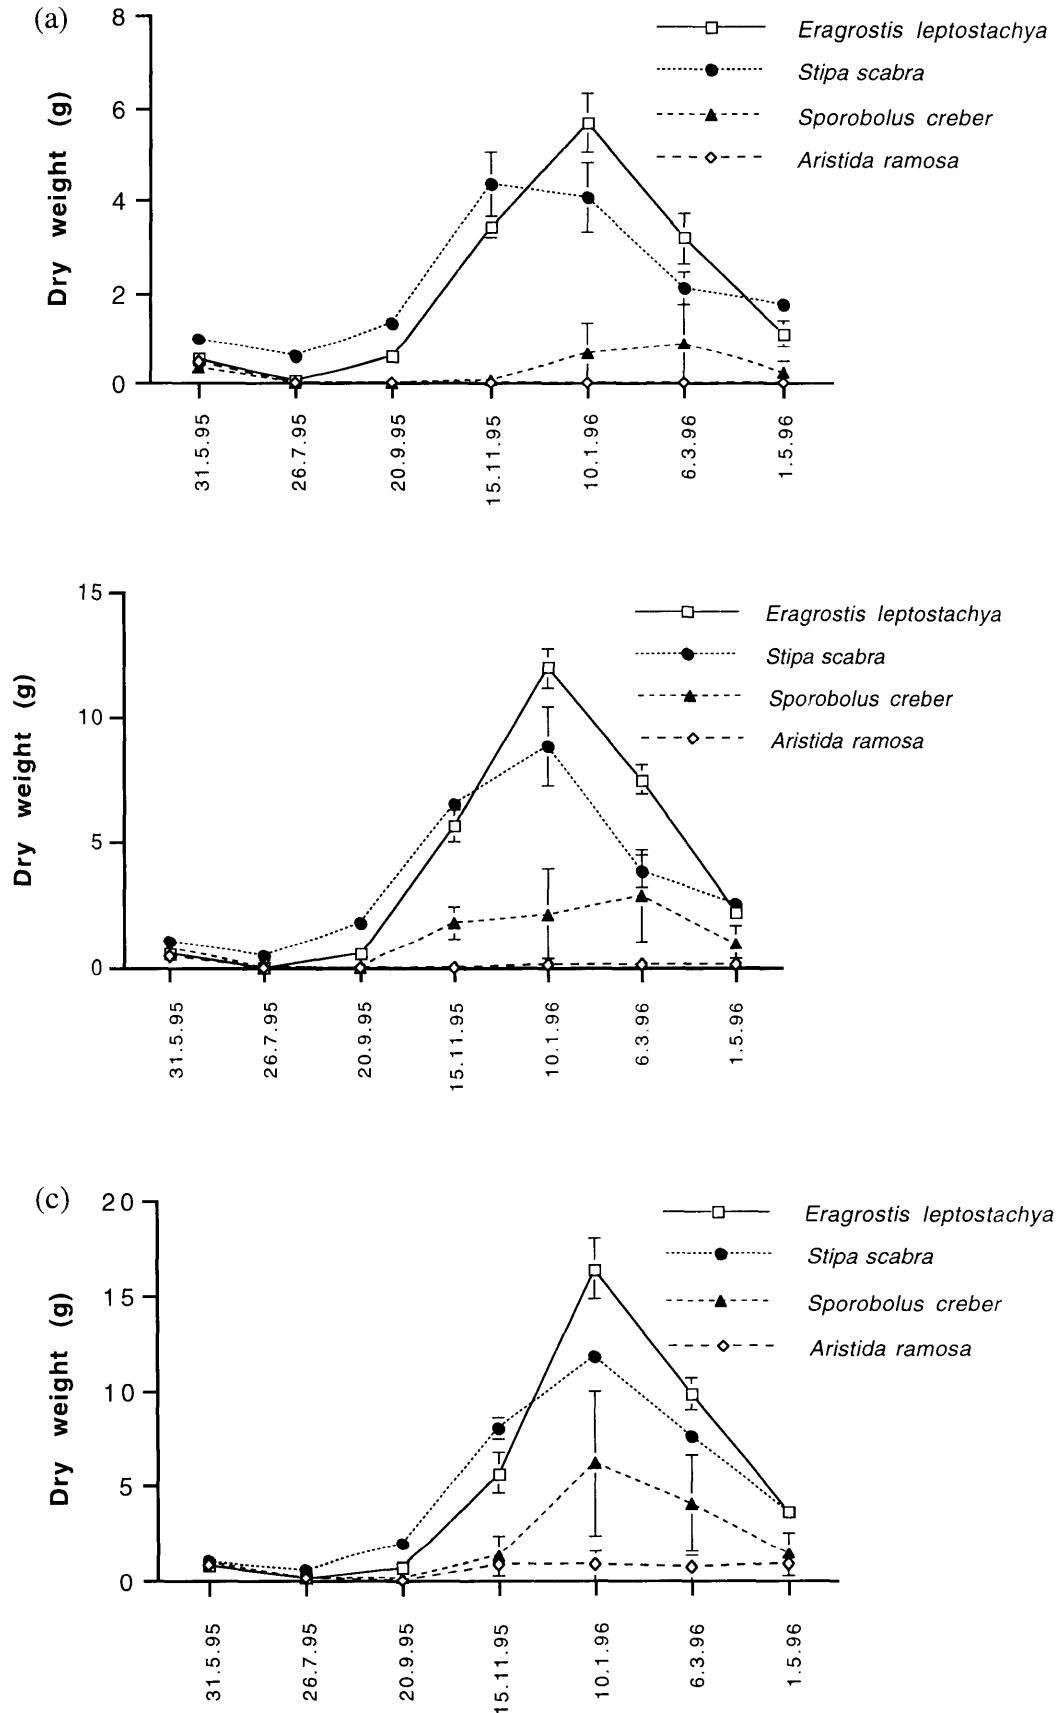 (a)
8
6
4
2
0
Dry weight (g)
Eragrostis leptostachya
Stipa scabra
Sporobolus creber
Aristida ramosa
31.5.95
26.7.95
20.9.95
15.11.95
10.1.96
6.3.96
1.5.96
15
10
5
0
Dry weight (g)
Eragrostis leptostachya
Stipa scabra
Sporobolus creber
Aristida ramosa
31.5.95
26.7.95
20.9.95
15.11.95
10.1.96
6.3.96
1.5.96
(c)
20
15
10
5
0
Dry weight (g)
Eragrostis leptostachya
Stipa scabra
Sporobolus creber
Aristida ramosa
31.5.95
26.7.95
20.9.95
15.11.95
10.1.96
6.3.96
1.5.96